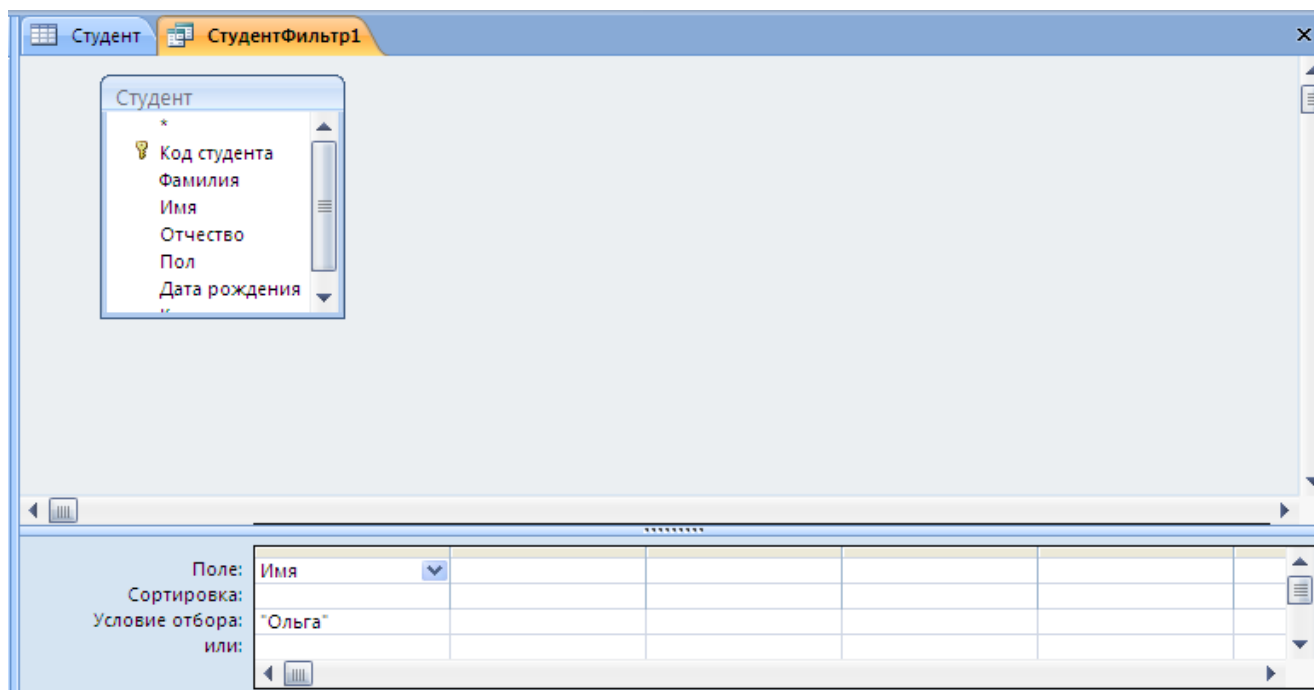 Студент СтудентФильтр1
Студент
*
Код студента
Фамилия
Имя
Отчество
Пол
Дата рождения
Поле: Имя
Сортировка:
Условие отбора: "Ольга"
или: